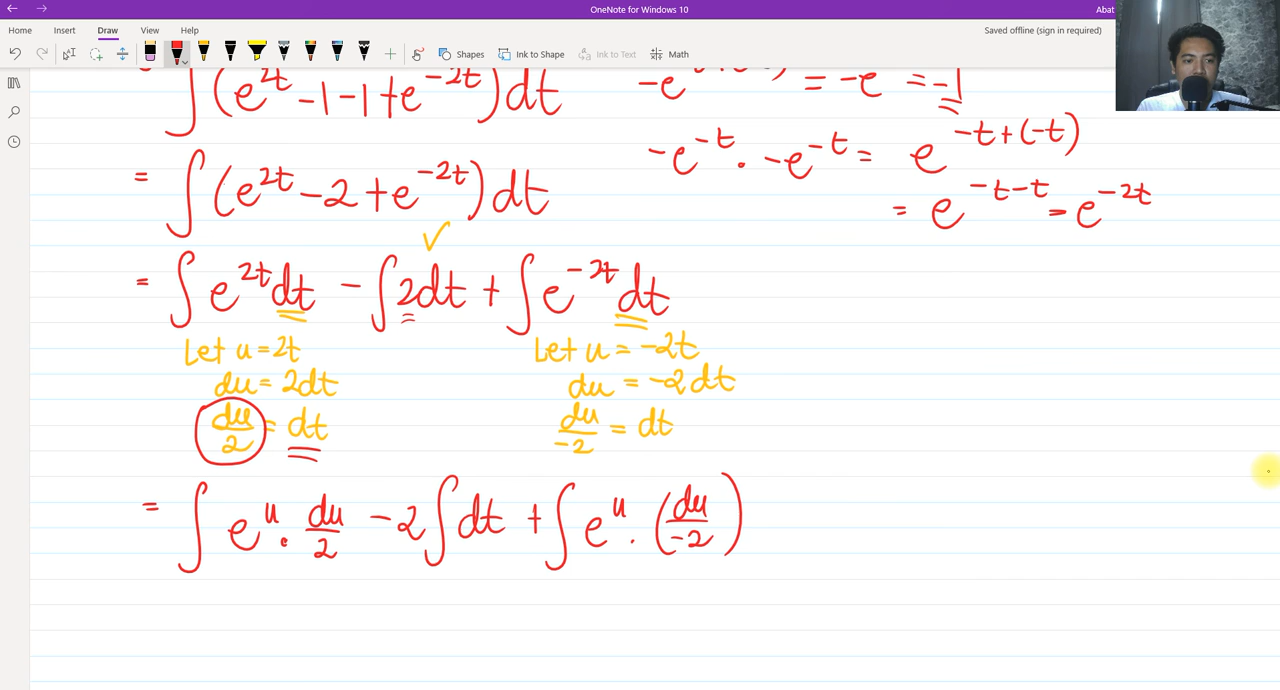 OneNote for Windows 10
Abat
Home Insert Draw View Help
Saved offline (sign in required)
Shapes Ink to Shape Ink to Text Math
∫(e^{2t} -1 -1 + e^{-2t})dt
= -e = -1
= ∫(e^{2t} - 2 + e^{-2t})dt ✓
-e^{-t} · -e^{-t} = e^{-t+(-t)}
= e^{-t-t} = e^{-2t}
= ∫e^{2t}dt - ∫2dt + ∫e^{-2t}dt
Let u = 2t
du = 2dt
du/2 = dt
Let u = -2t
du = -2dt
du/-2 = dt
= ∫e^u · du/2 - 2∫dt + ∫e^u · (du/-2)